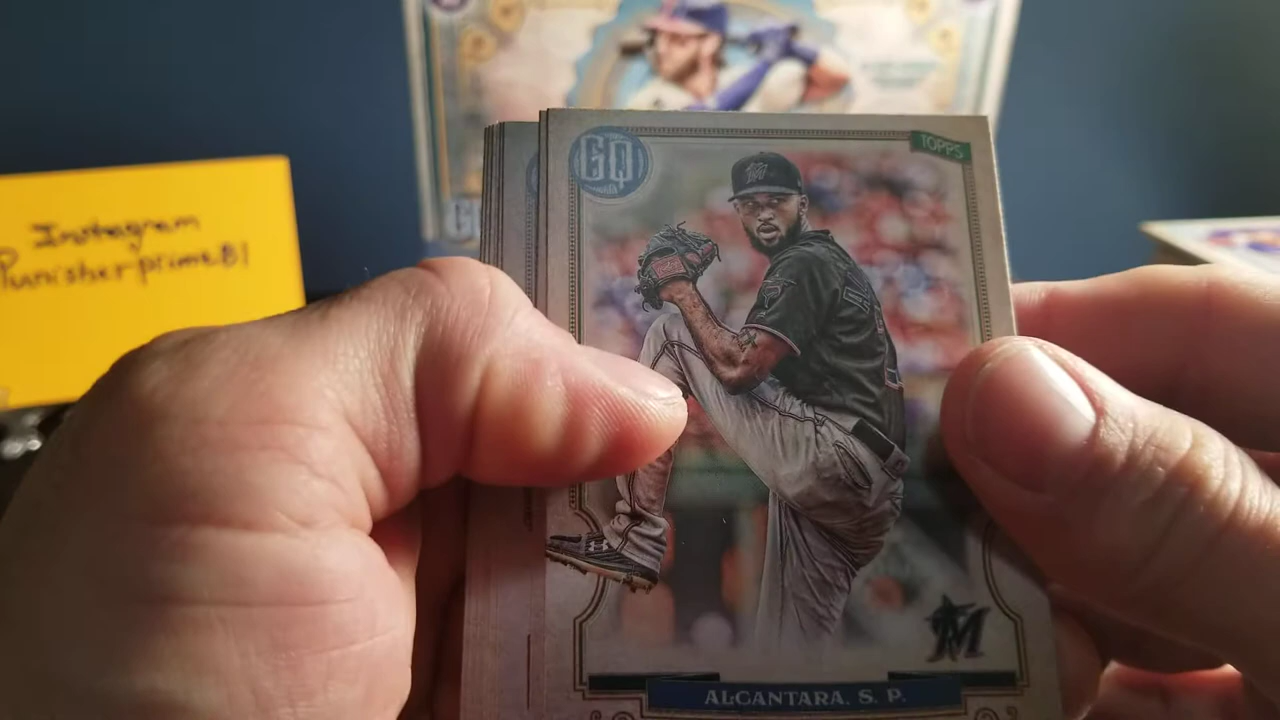 GQ
TOPPS
Instagram
Punisherprime81
M
ALCANTARA, S. P.